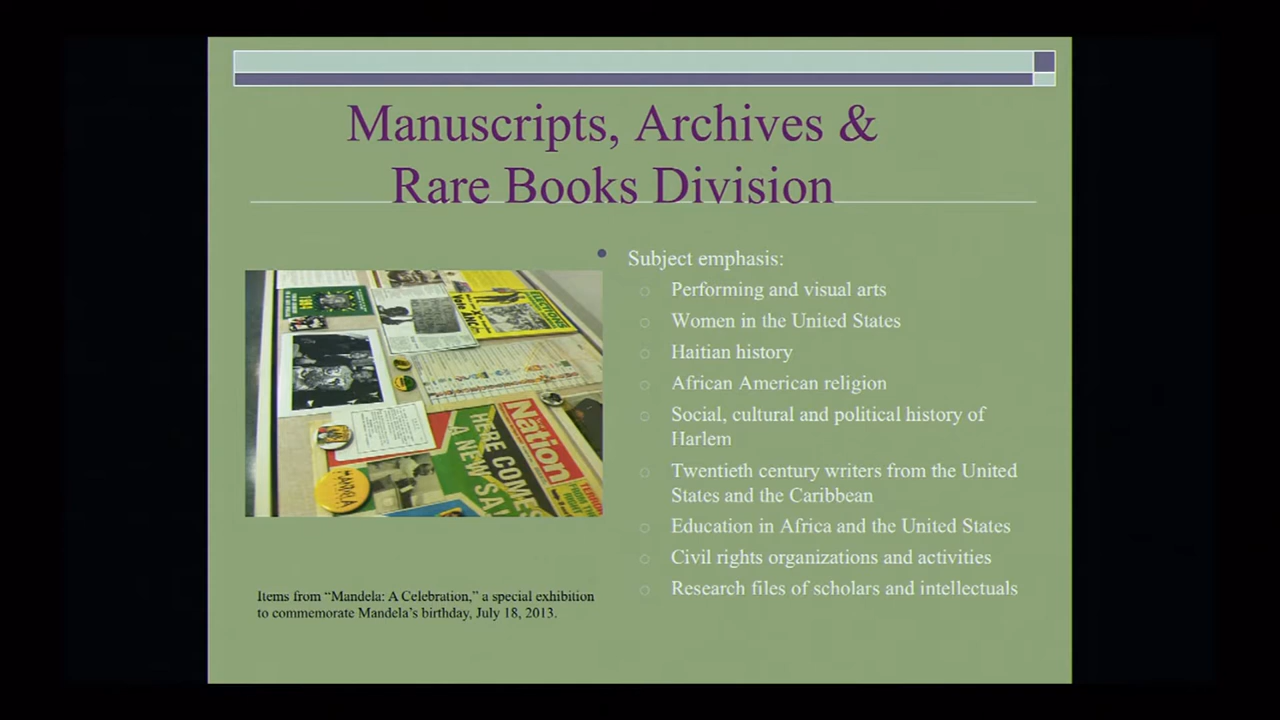 Manuscripts, Archives &
Rare Books Division
Subject emphasis:
Performing and visual arts
Women in the United States
Haitian history
African American religion
Social, cultural and political history of
Harlem
Twentieth century writers from the United
States and the Caribbean
Education in Africa and the United States
Civil rights organizations and activities
Research files of scholars and intellectuals
ELECTIONS
Nation
HERE COMES
A NEW
MANDELA
Items from “Mandela: A Celebration,” a special exhibition
to commemorate Mandela’s birthday, July 18, 2013.